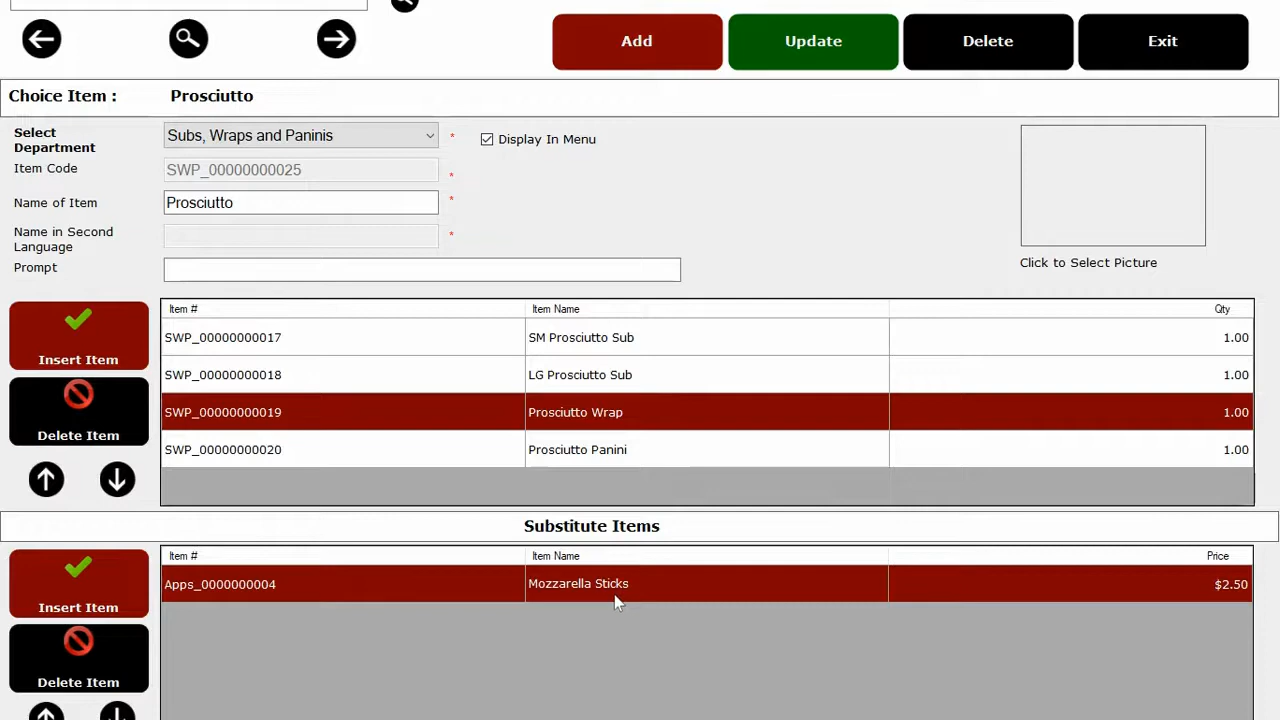 Add Update Delete Exit
Choice Item : Prosciutto
Select Department Subs, Wraps and Paninis * Display In Menu
Item Code SWP_00000000025 *
Name of Item Prosciutto *
Name in Second Language *
Prompt
Click to Select Picture
Item # Item Name Qty
SWP_00000000017 SM Prosciutto Sub 1.00
SWP_00000000018 LG Prosciutto Sub 1.00
SWP_00000000019 Prosciutto Wrap 1.00
SWP_00000000020 Prosciutto Panini 1.00
Insert Item
Delete Item
Substitute Items
Item # Item Name Price
Apps_0000000004 Mozzarella Sticks $2.50
Insert Item
Delete Item